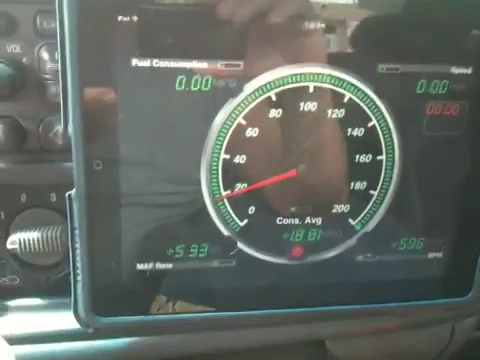 VOL
Fuel Consumption
Speed
0.00
0.00
00:00
0
20
40
60
80
100
120
140
160
180
200
Cons. Avg
+18.81
+5.93
MAF Rate
+596
RPM
1 2 3